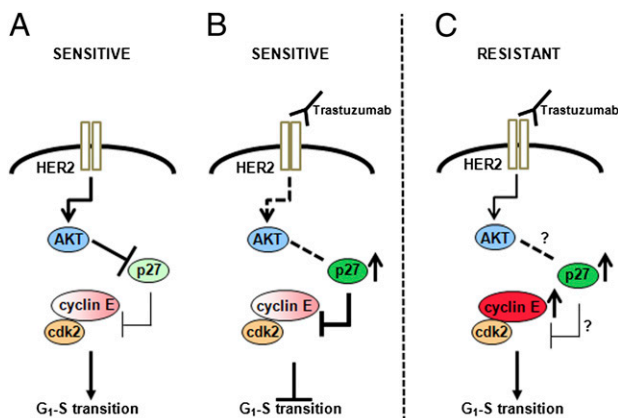 A
SENSITIVE
HER2
AKT
p27
cyclin E
cdk2
G₁-S transition
B
SENSITIVE
Trastuzumab
HER2
AKT
p27
cyclin E
cdk2
G₁-S transition
C
RESISTANT
Trastuzumab
HER2
AKT
?
p27
cyclin E
?
cdk2
G₁-S transition